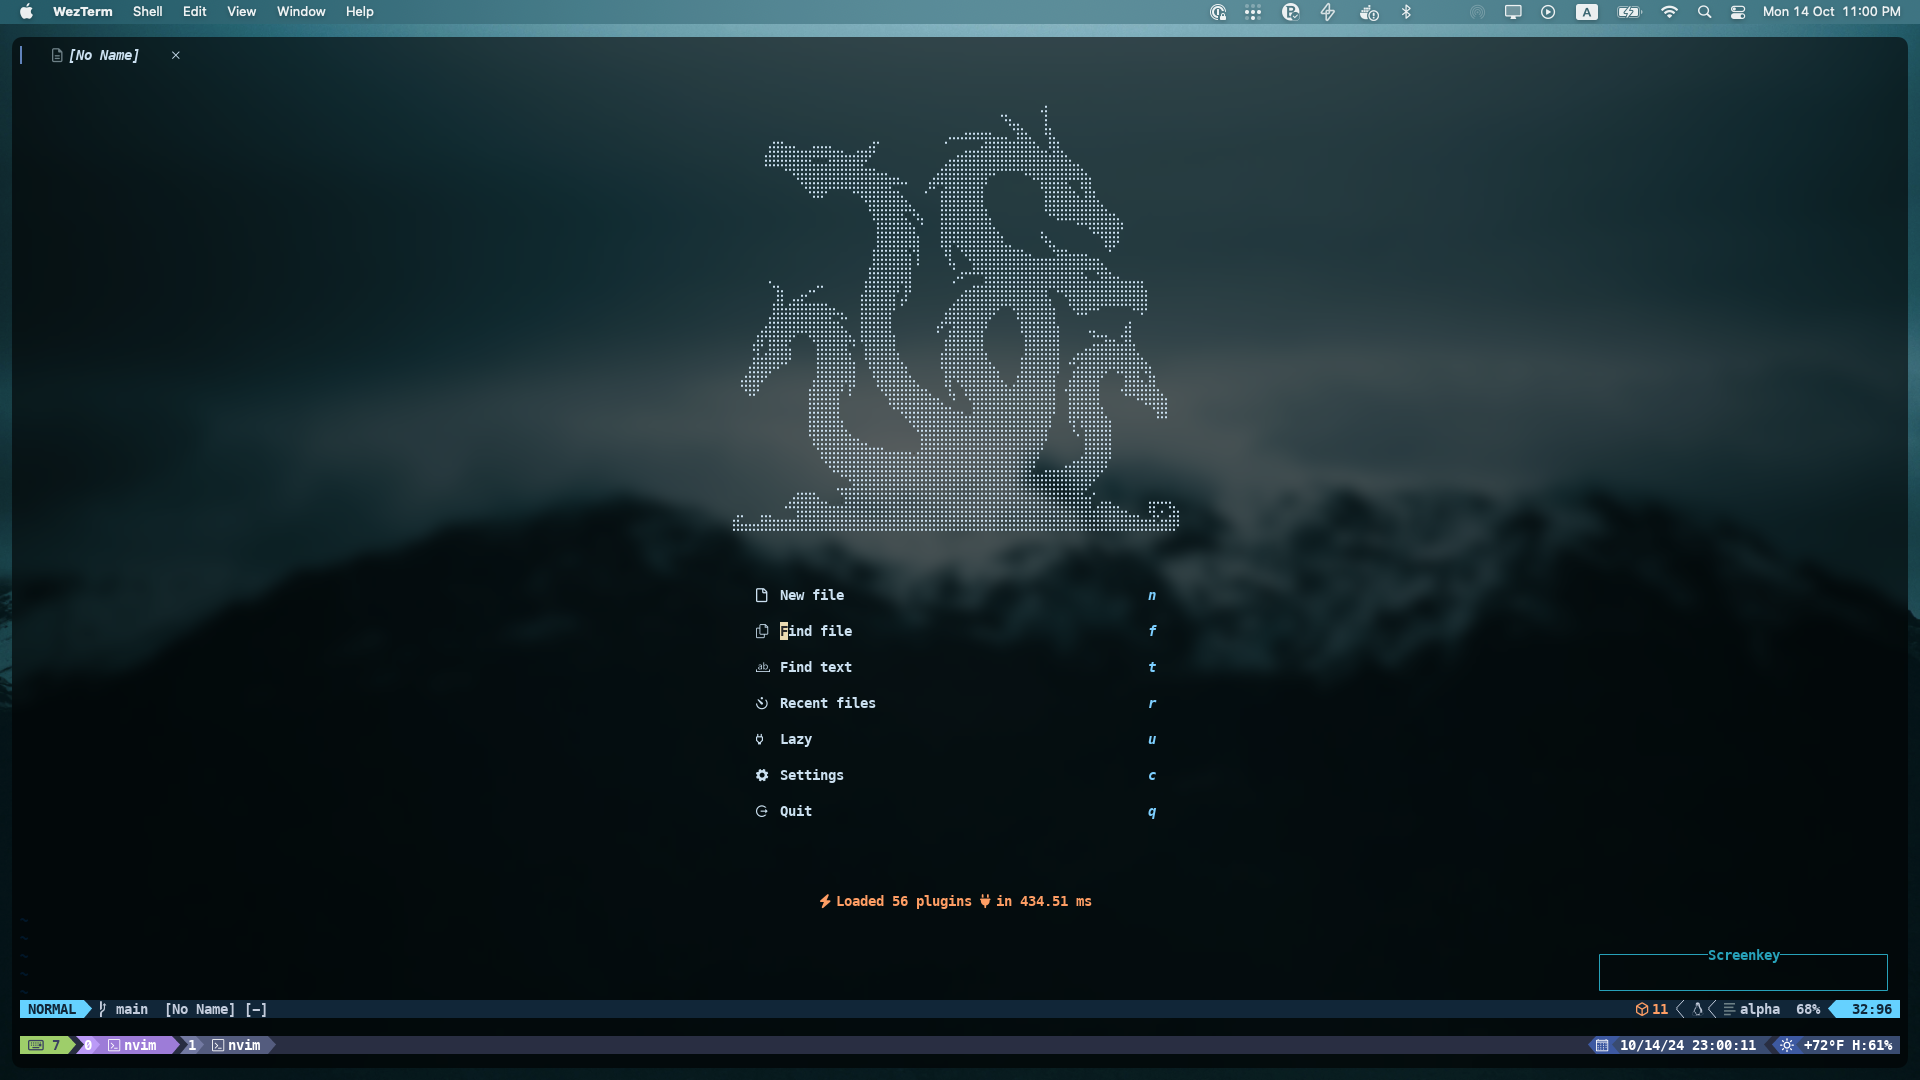 WezTerm Shell Edit View Window Help A Mon 14 Oct 11:00 PM
[No Name] ×
New file n
Find file f
Find text t
Recent files r
Lazy u
Settings c
Quit q
Loaded 56 plugins in 434.51 ms
~
~
~
~
~
Screenkey
NORMAL main [No Name] [-] 11 alpha 68% 32:96
7 0 nvim 1 nvim 10/14/24 23:00:11 +72°F H:61%